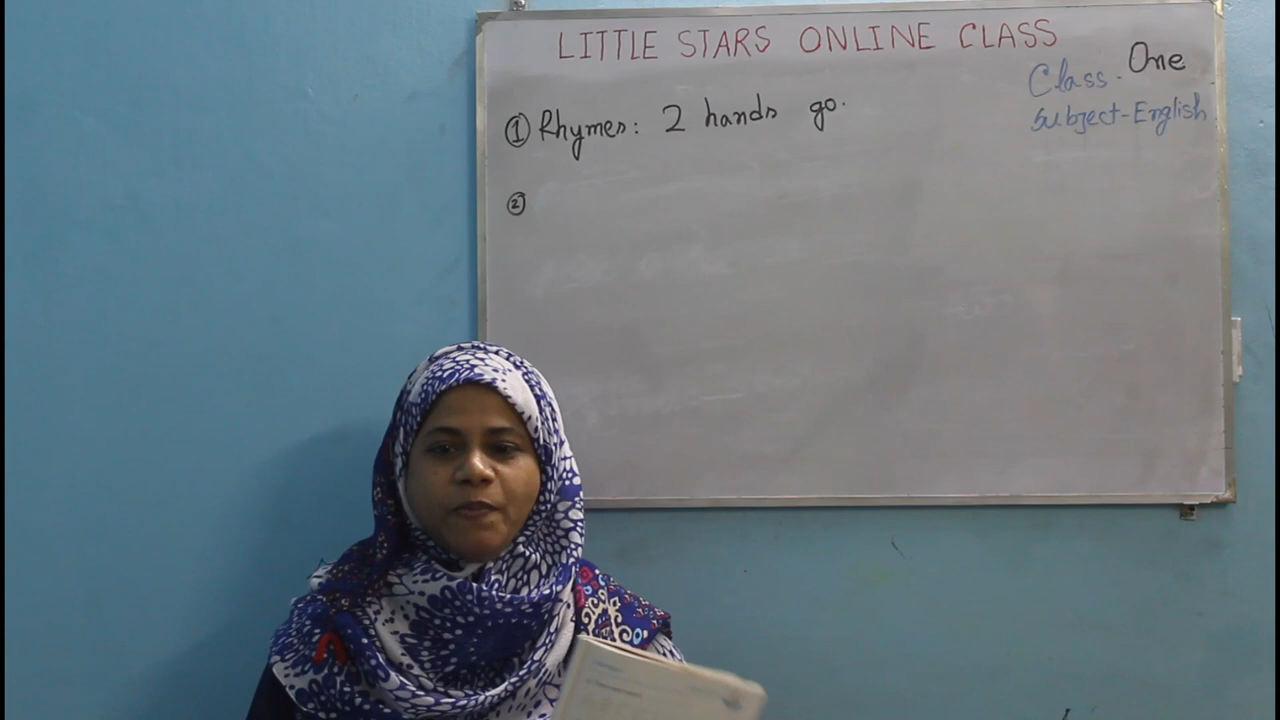 LITTLE STARS ONLINE CLASS
Class. One
Subject-English
① Rhymes: 2 hands go.
②